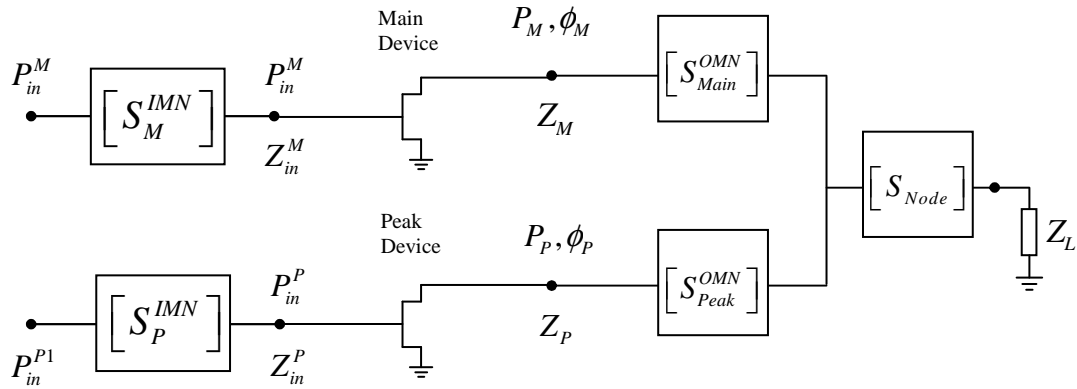 Main
Device
P_M, ϕ_M
P_in^M
P_in^M
[S_M^IMN]
[S_Main^OMN]
Z_in^M
Z_M
[S_Node]
Peak
Device
P_P, ϕ_P
Z_L
P_in^P
[S_P^IMN]
[S_Peak^OMN]
P_in^P1
Z_in^P
Z_P